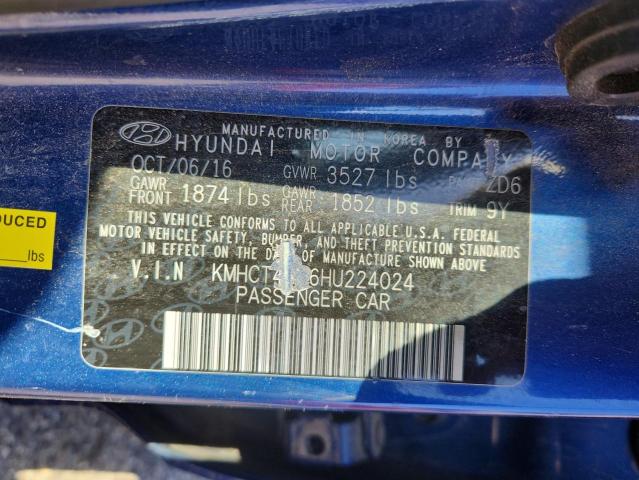 MANUFACTURED IN KOREA BY
HYUNDAI MOTOR COMPANY
OCT/06/16 GVWR 3527 lbs ZD6
GAWR FRONT 1874 lbs GAWR REAR 1852 lbs TRIM 9Y
THIS VEHICLE CONFORMS TO ALL APPLICABLE U.S.A. FEDERAL
MOTOR VEHICLE SAFETY, BUMPER, AND THEFT PREVENTION STANDARDS
IN EFFECT ON THE DATE OF MANUFACTURE SHOWN ABOVE.
V.I.N
PASSENGER CAR
lbs